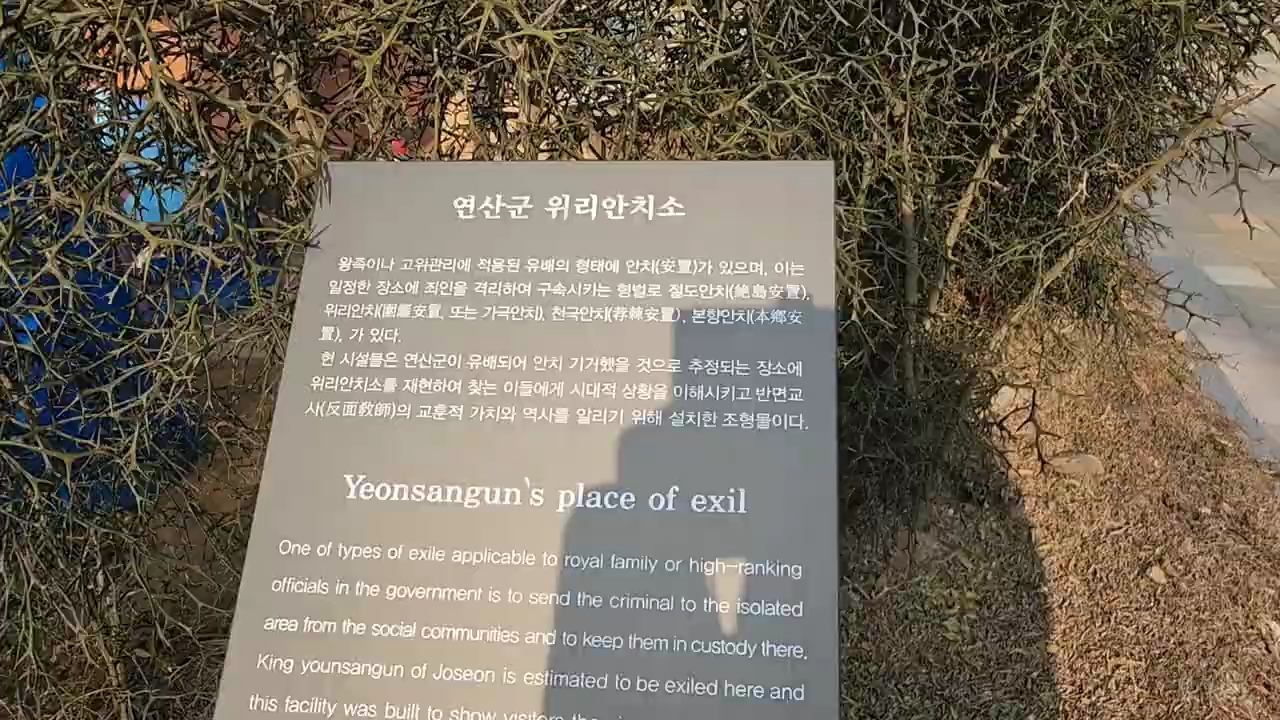 연산군 위리안치소
왕족이나 고위관리에 적용된 유배의 형태에 안치(安置)가 있으며, 이는
일정한 장소에 죄인을 격리하여 구속시키는 형벌로 절도안치(絶島安置),
위리안치(圍籬安置, 또는 가극안치), 천극안치(荐棘安置), 본향안치(本鄕安
置), 가 있다.
현 시설들은 연산군이 유배되어 안치 기거했을 것으로 추정되는 장소에
위리안치소를 재현하여 찾는 이들에게 시대적 상황을 이해시키고 반면교
사(反面敎師)의 교훈적 가치와 역사를 알리기 위해 설치한 조형물이다.
Yeonsangun's place of exil
One of types of exile applicable to royal family or high-ranking
officials in the government is to send the criminal to the isolated
area from the social communities and to keep them in custody there.
King younsangun of Joseon is estimated to be exiled here and
this facility was built to show visitors the